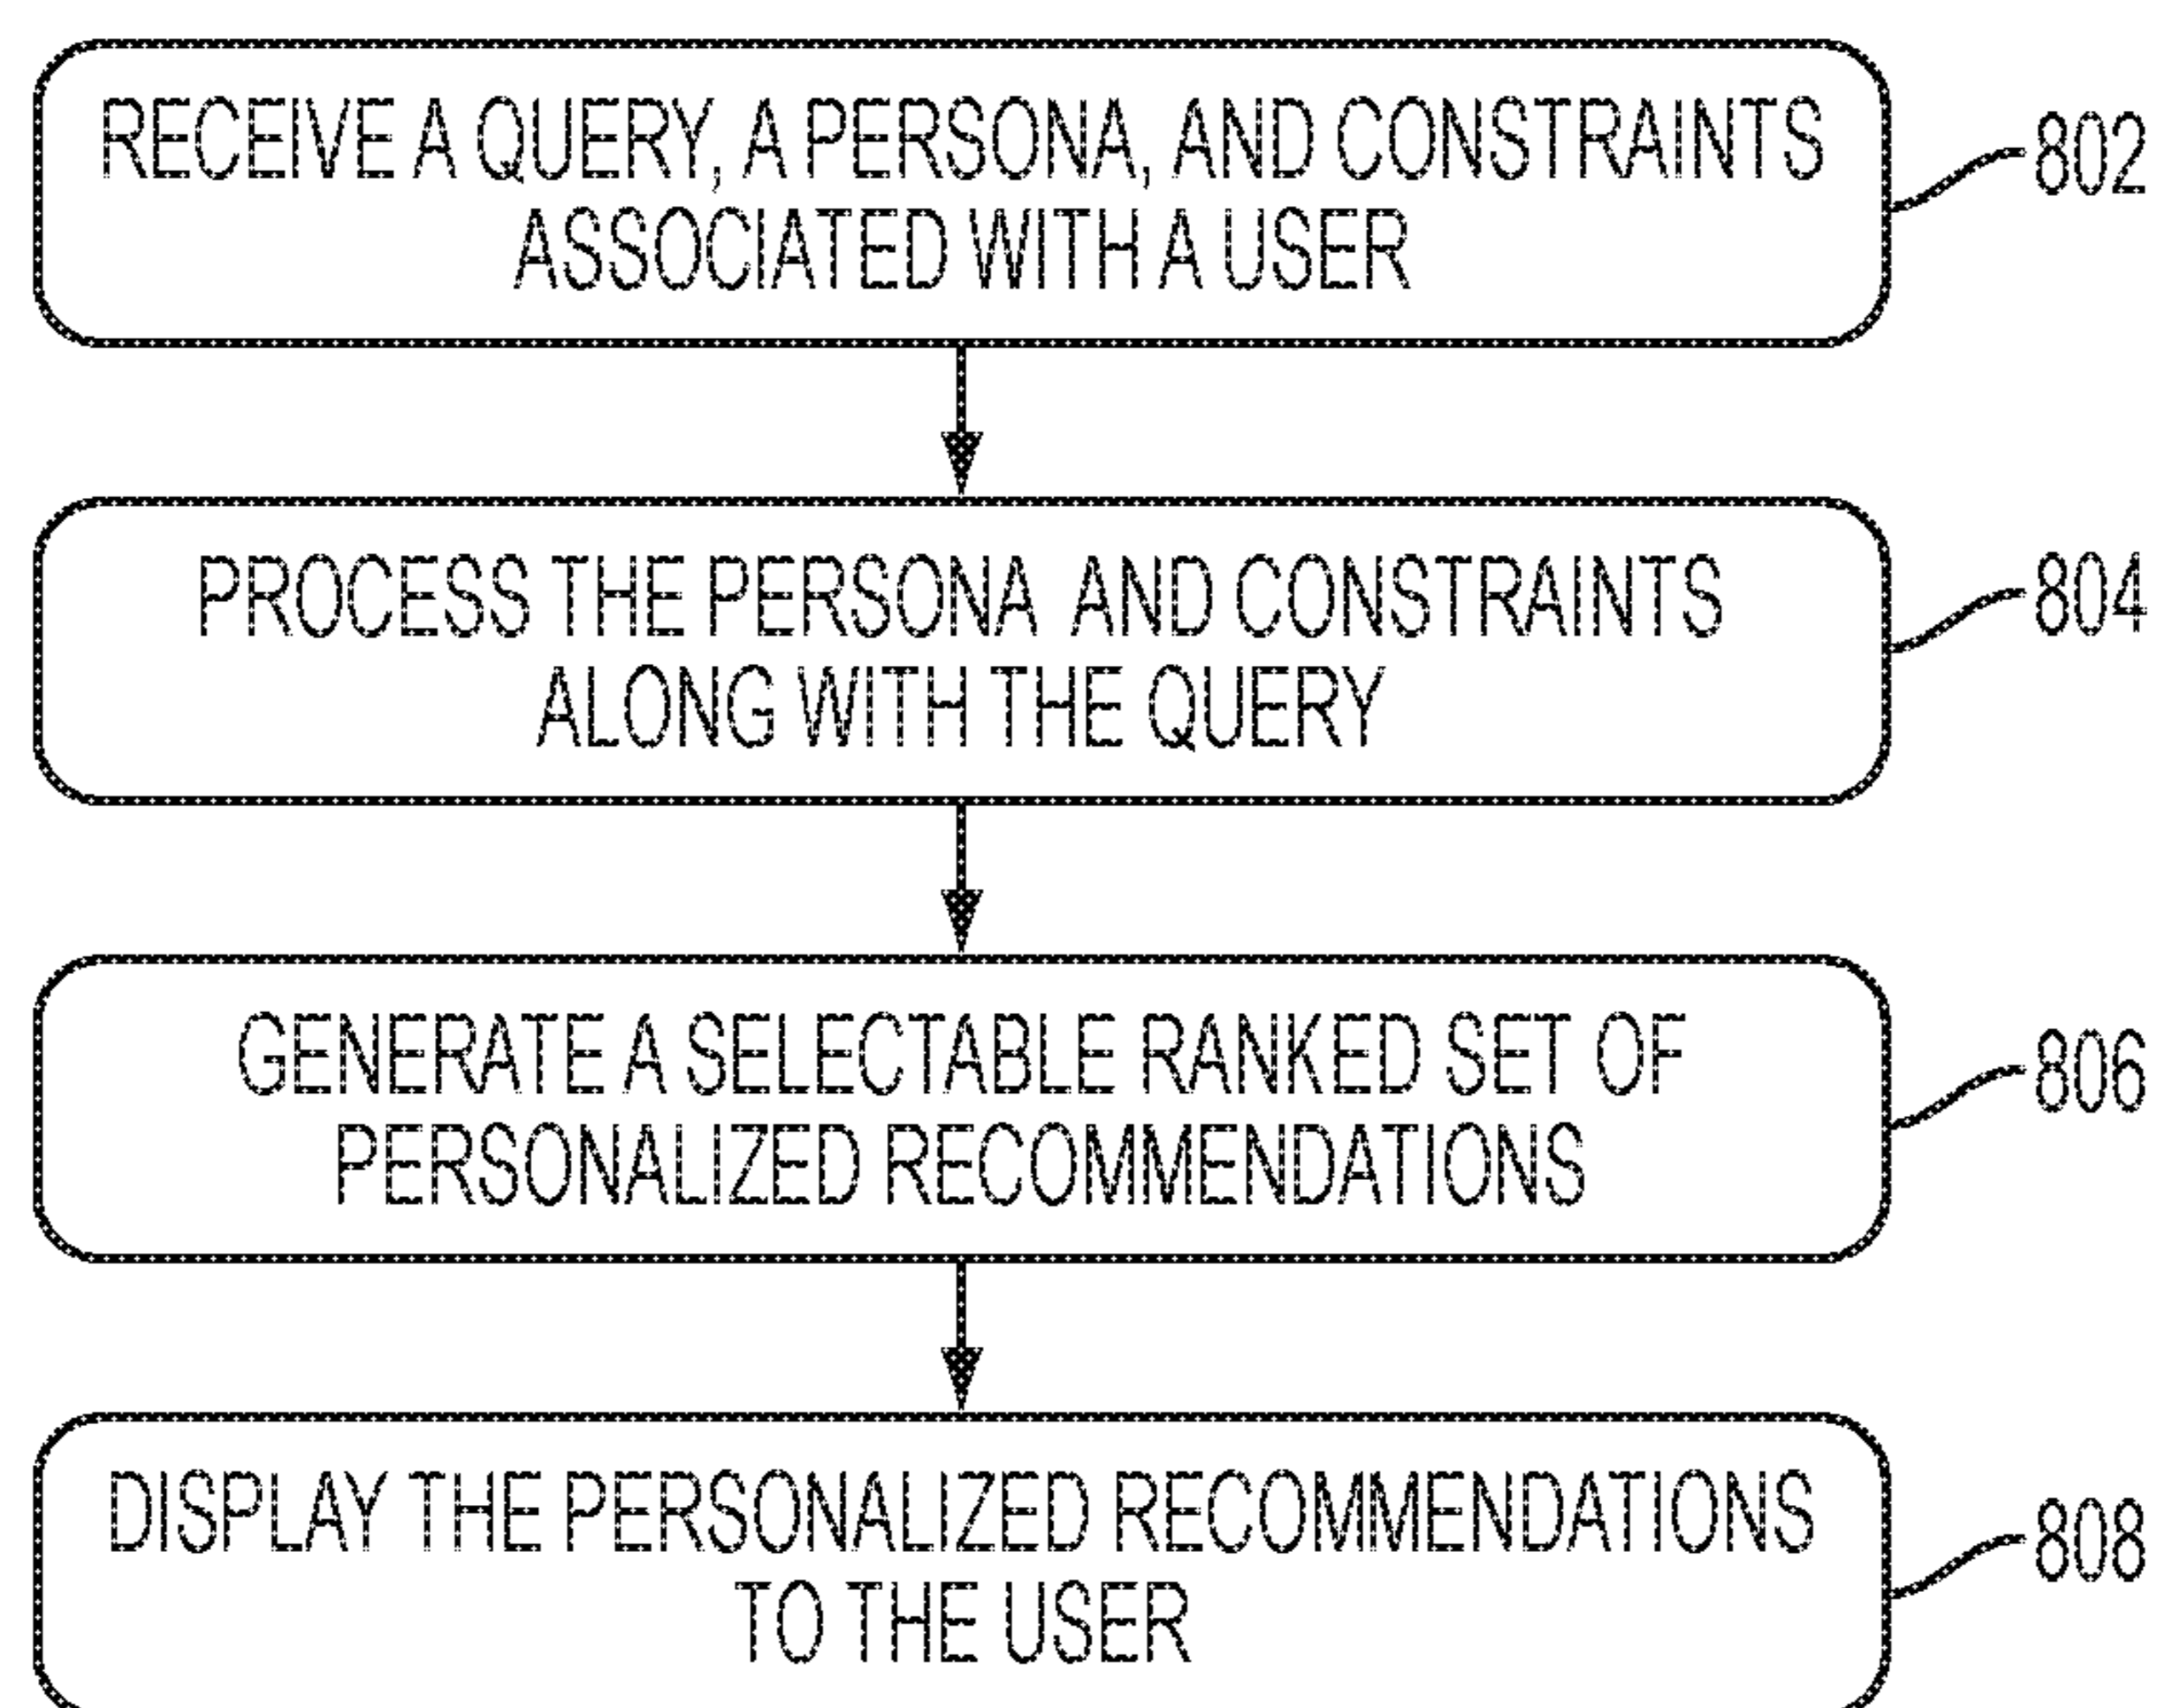 RECEIVE A QUERY, A PERSONA, AND CONSTRAINTS
ASSOCIATED WITH A USER
802
PROCESS THE PERSONA AND CONSTRAINTS
ALONG WITH THE QUERY
804
GENERATE A SELECTABLE RANKED SET OF
PERSONALIZED RECOMMENDATIONS
806
DISPLAY THE PERSONALIZED RECOMMENDATIONS
TO THE USER
808